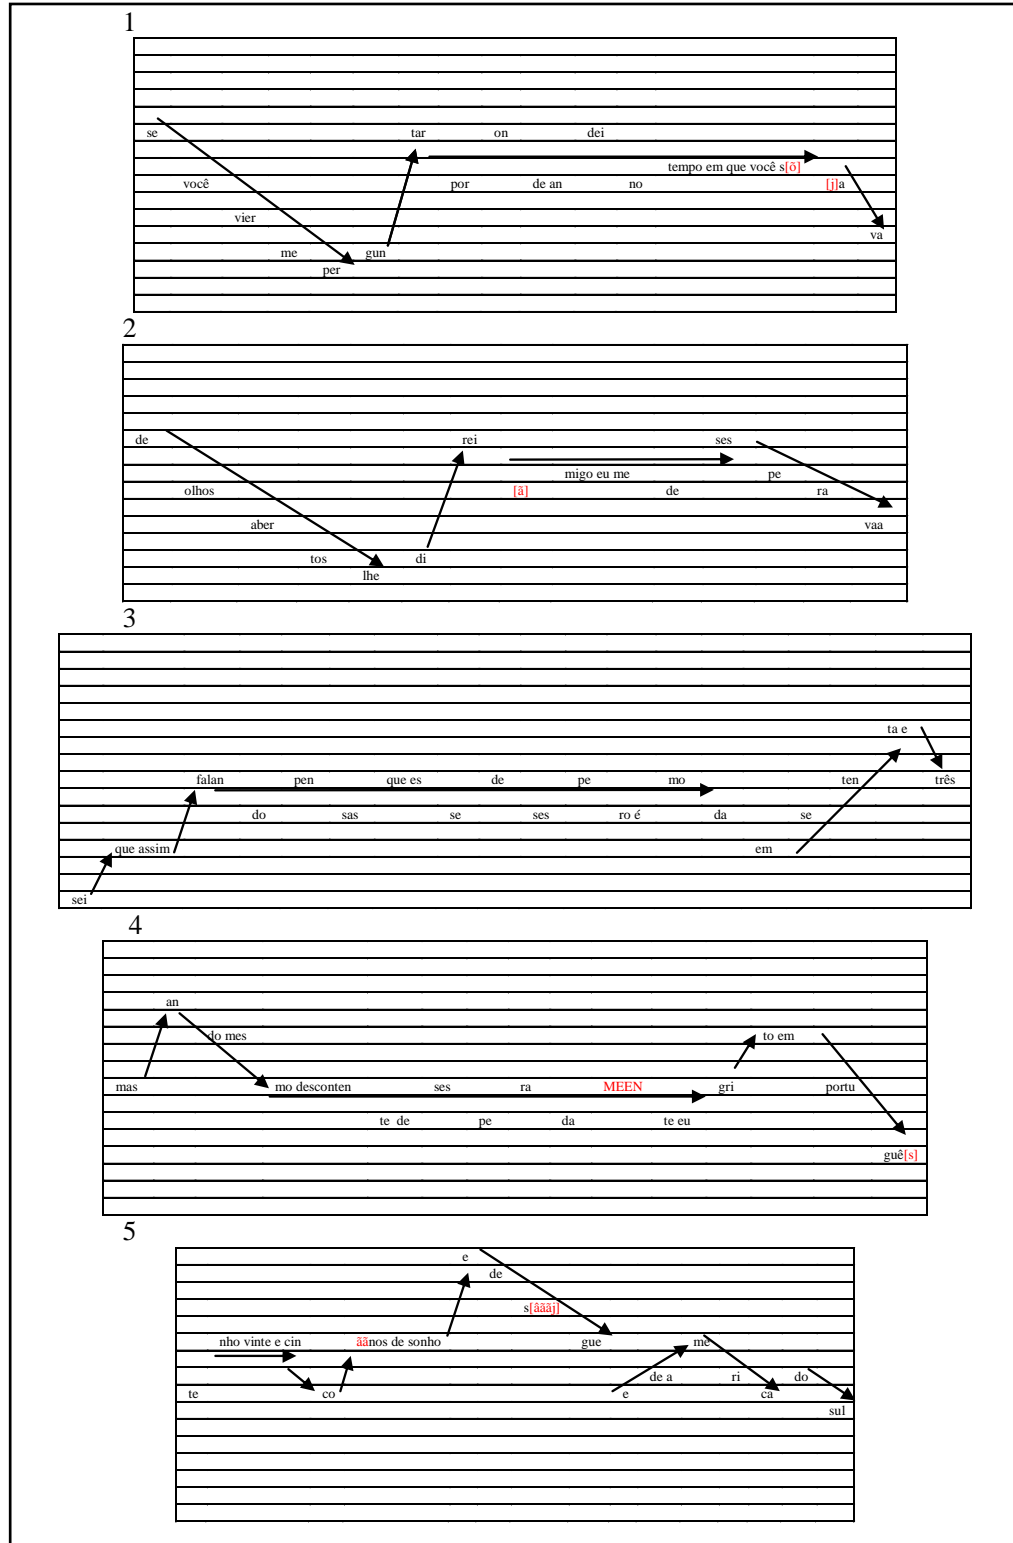 1
se tar on dei
tempo em que você s[õ]
você por de an no [j]a
vier
va
me gun
per
2
de rei ses
migo eu me pe
olhos [ã] de ra
aber vaa
tos di
lhe
3
ta e
falan pen que es de pe mo ten três
do sas se ses ro é da se
que assim em
sei
4
an
do mes to em
mas mo desconten ses ra MEEN gri portu
te de pe da te eu
guê[s]
5
e
de
s[âããj]
nho vinte e cin ããnos de sonho gue me
de a ri do
te co e ca
sul